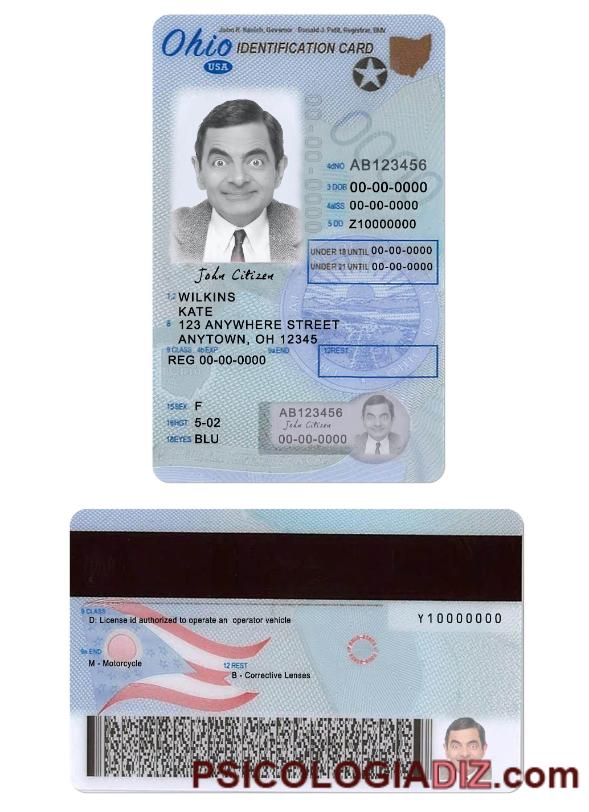 John R. Kasich, Governor Donald J. Petit, Registrar, BMV
Ohio IDENTIFICATION CARD
USA
4dNO AB123456
3 DOB 00-00-0000
4aISS 00-00-0000
5 DD Z10000000
UNDER 18 UNTIL 00-00-0000
UNDER 21 UNTIL 00-00-0000
John Citizen
1,2 WILKINS
KATE
8 123 ANYWHERE STREET
ANYTOWN, OH 12345
9 CLASS 4b EXP 9aEND 12REST
REG 00-00-0000
15SEX F
16HGT 5-02
18EYES BLU
AB123456
John Citizen
00-00-0000
9 CLASS
D: License id authorized to operate an operator vehicle
Y10000000
9a END
M - Motorcycle
12 REST
B - Corrective Lenses
PSICOLOGIADIZ.com